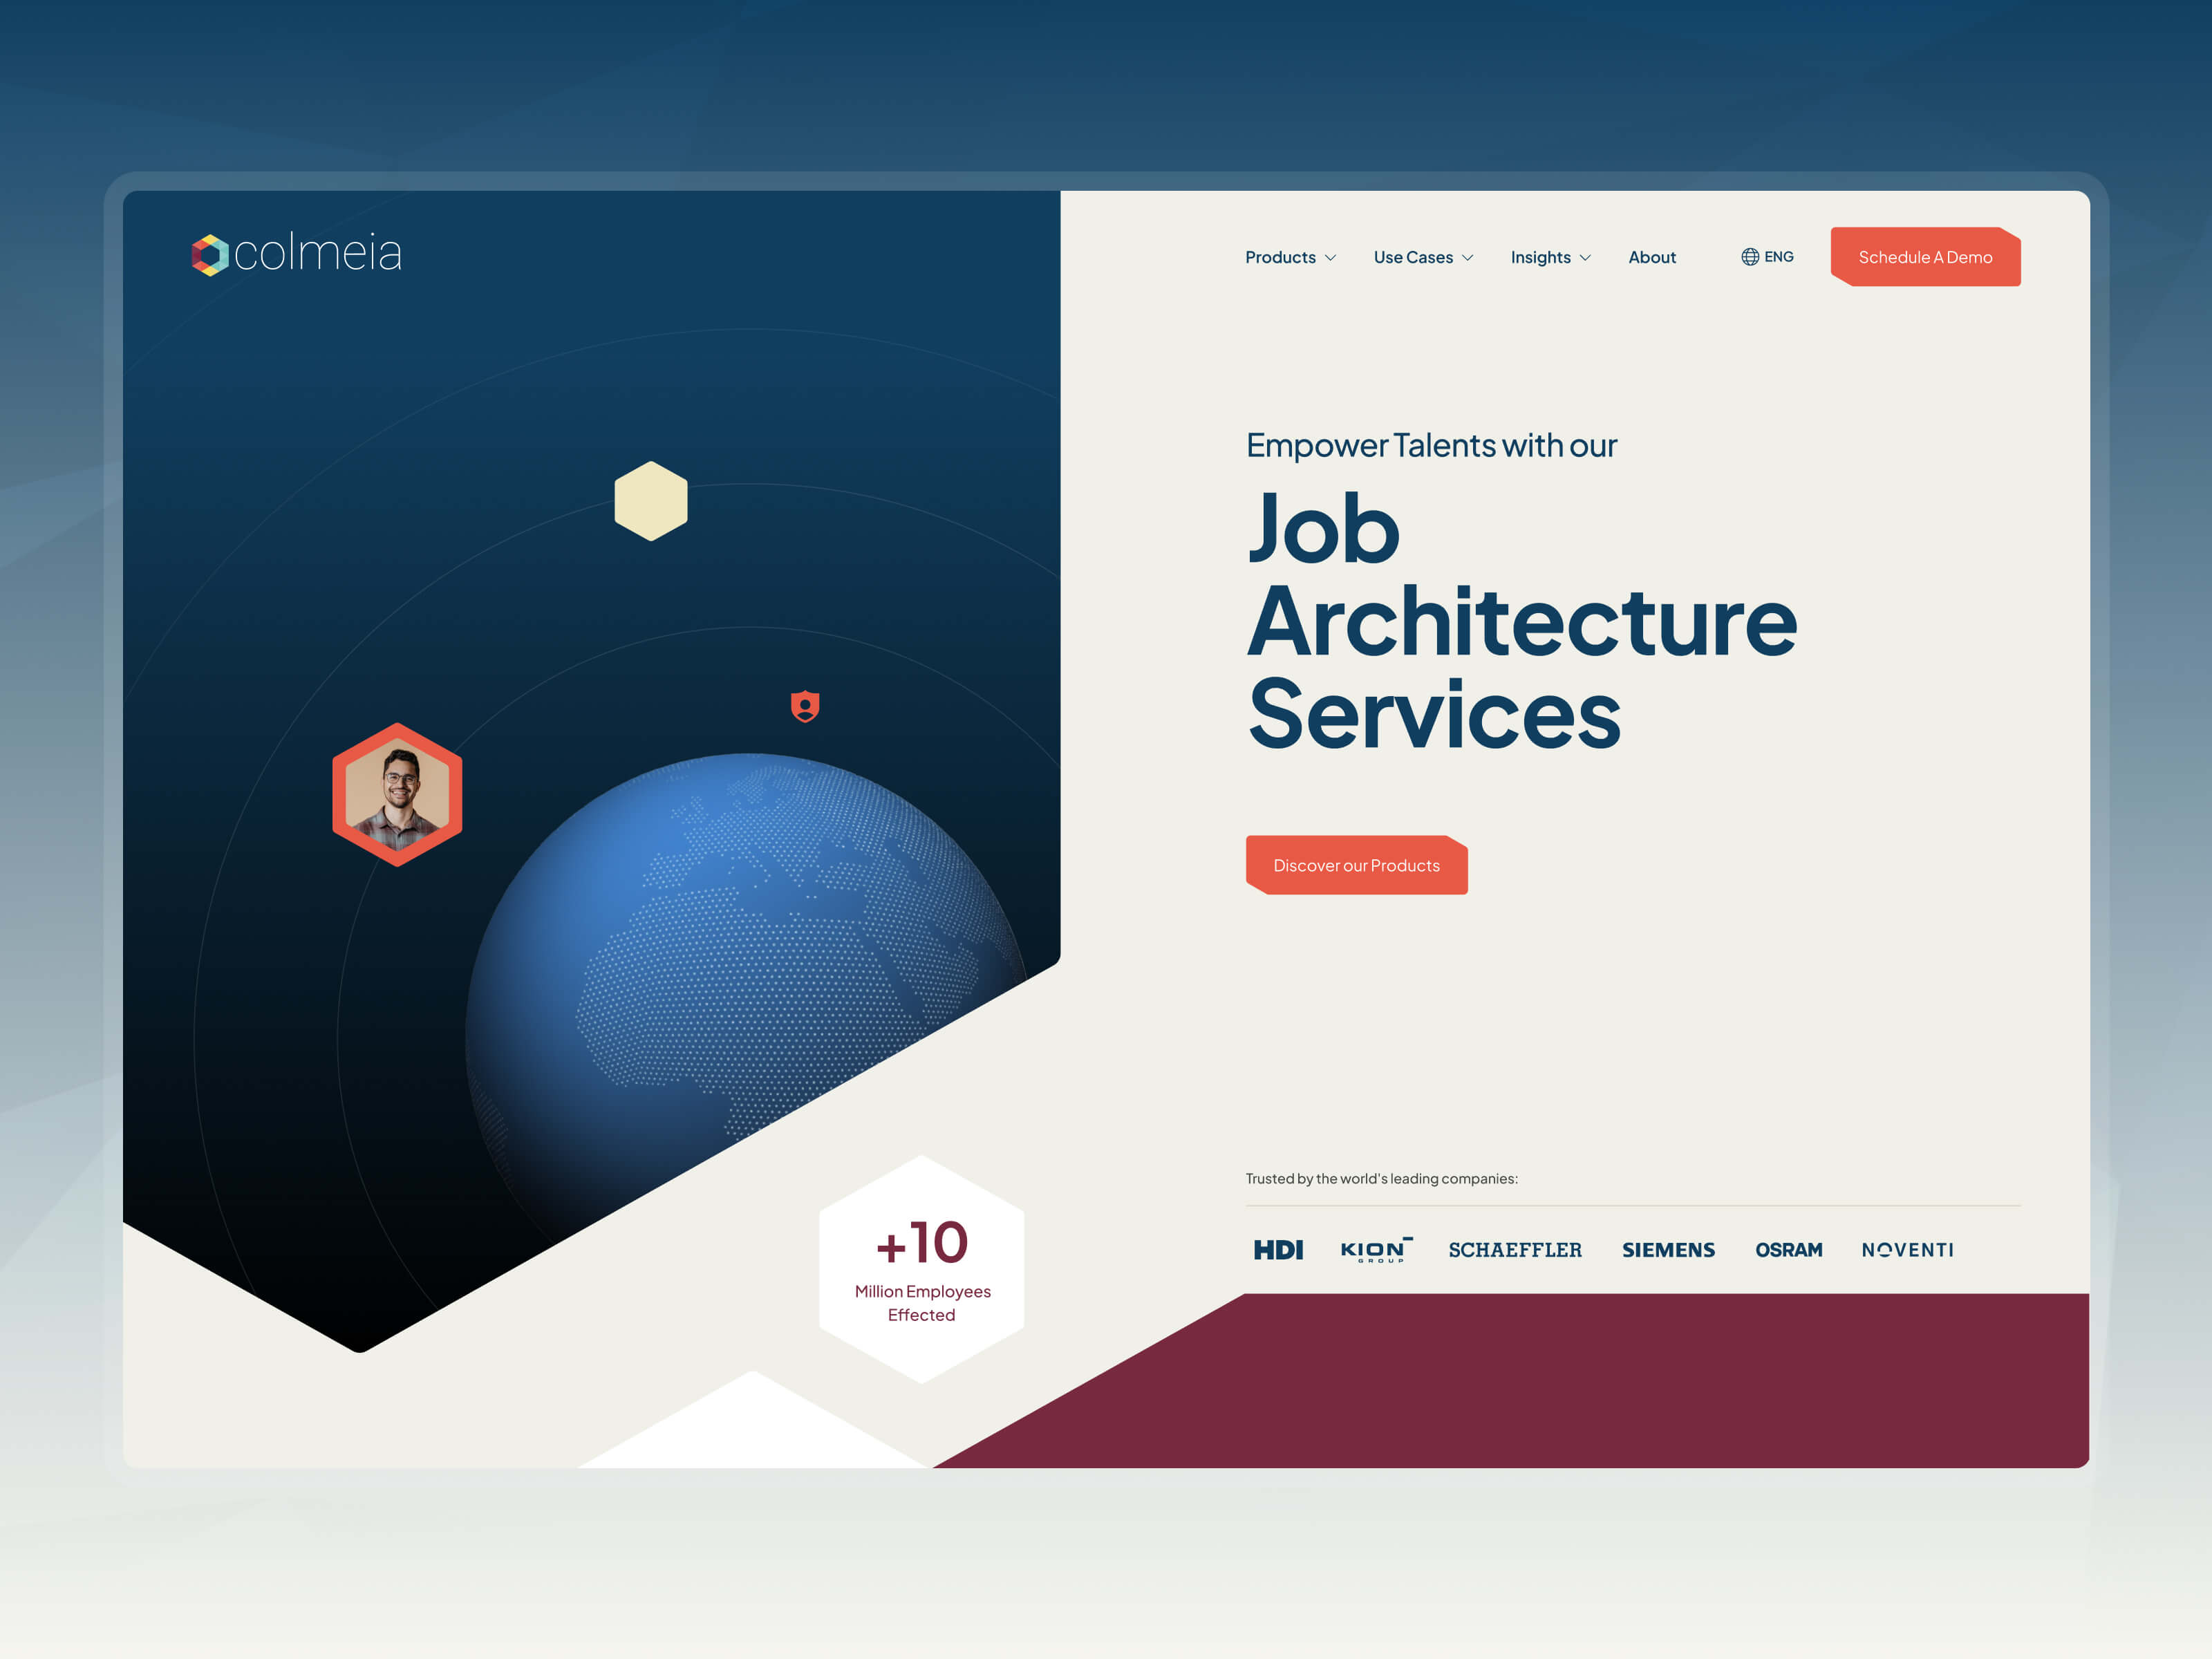 colmeia
Products
Use Cases
Insights
About
ENG
Schedule A Demo
Empower Talents with our
Job
Architecture
Services
Discover our Products
Trusted by the world's leading companies:
HDI
KION
GROUP
SCHAEFFLER
SIEMENS
OSRAM
NOVENTI
+10
Million Employees
Effected